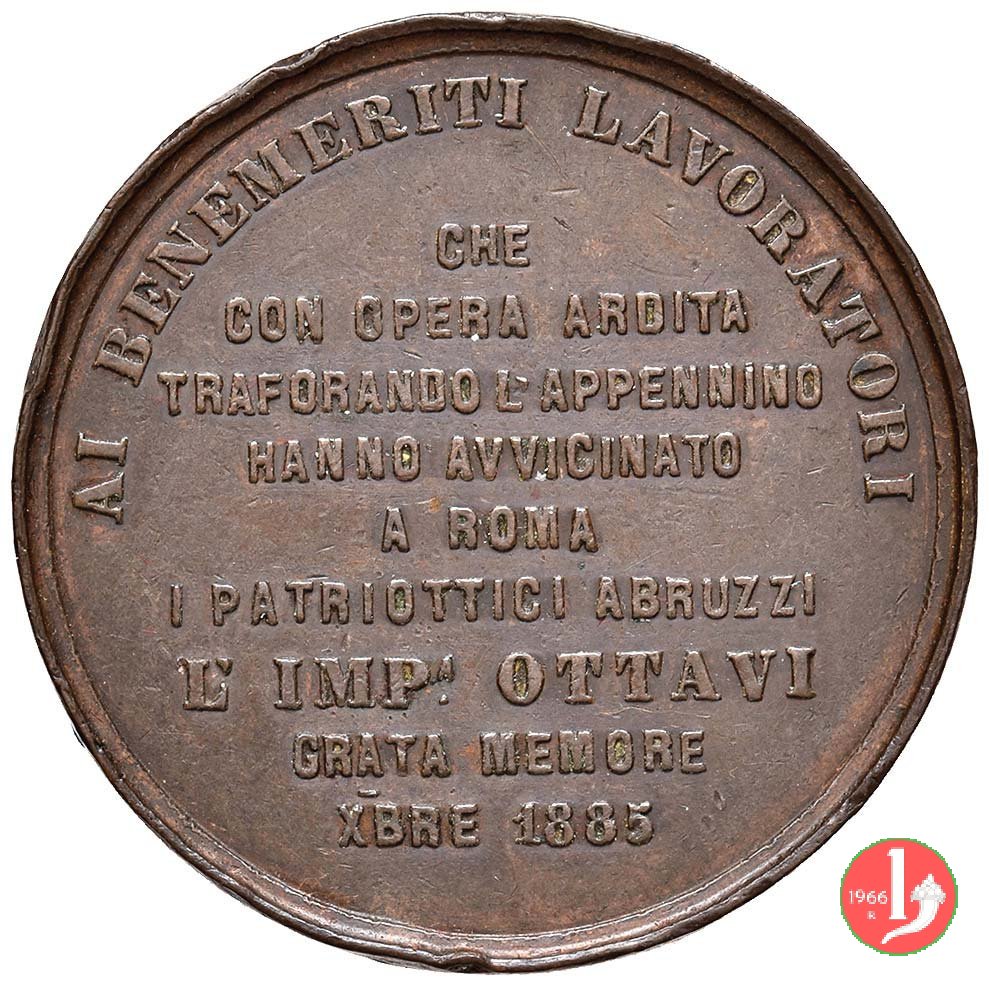 AI BENEMERITI LAVORATORI
CHE
CON OPERA ARDITA
TRAFORANDO L'APPENNINO
HANNO AVVICINATO
A ROMA
I PATRIOTTICI ABRUZZI
L' IMP.SA OTTAVI
GRATA MEMORE
XBRE 1885
1966
R